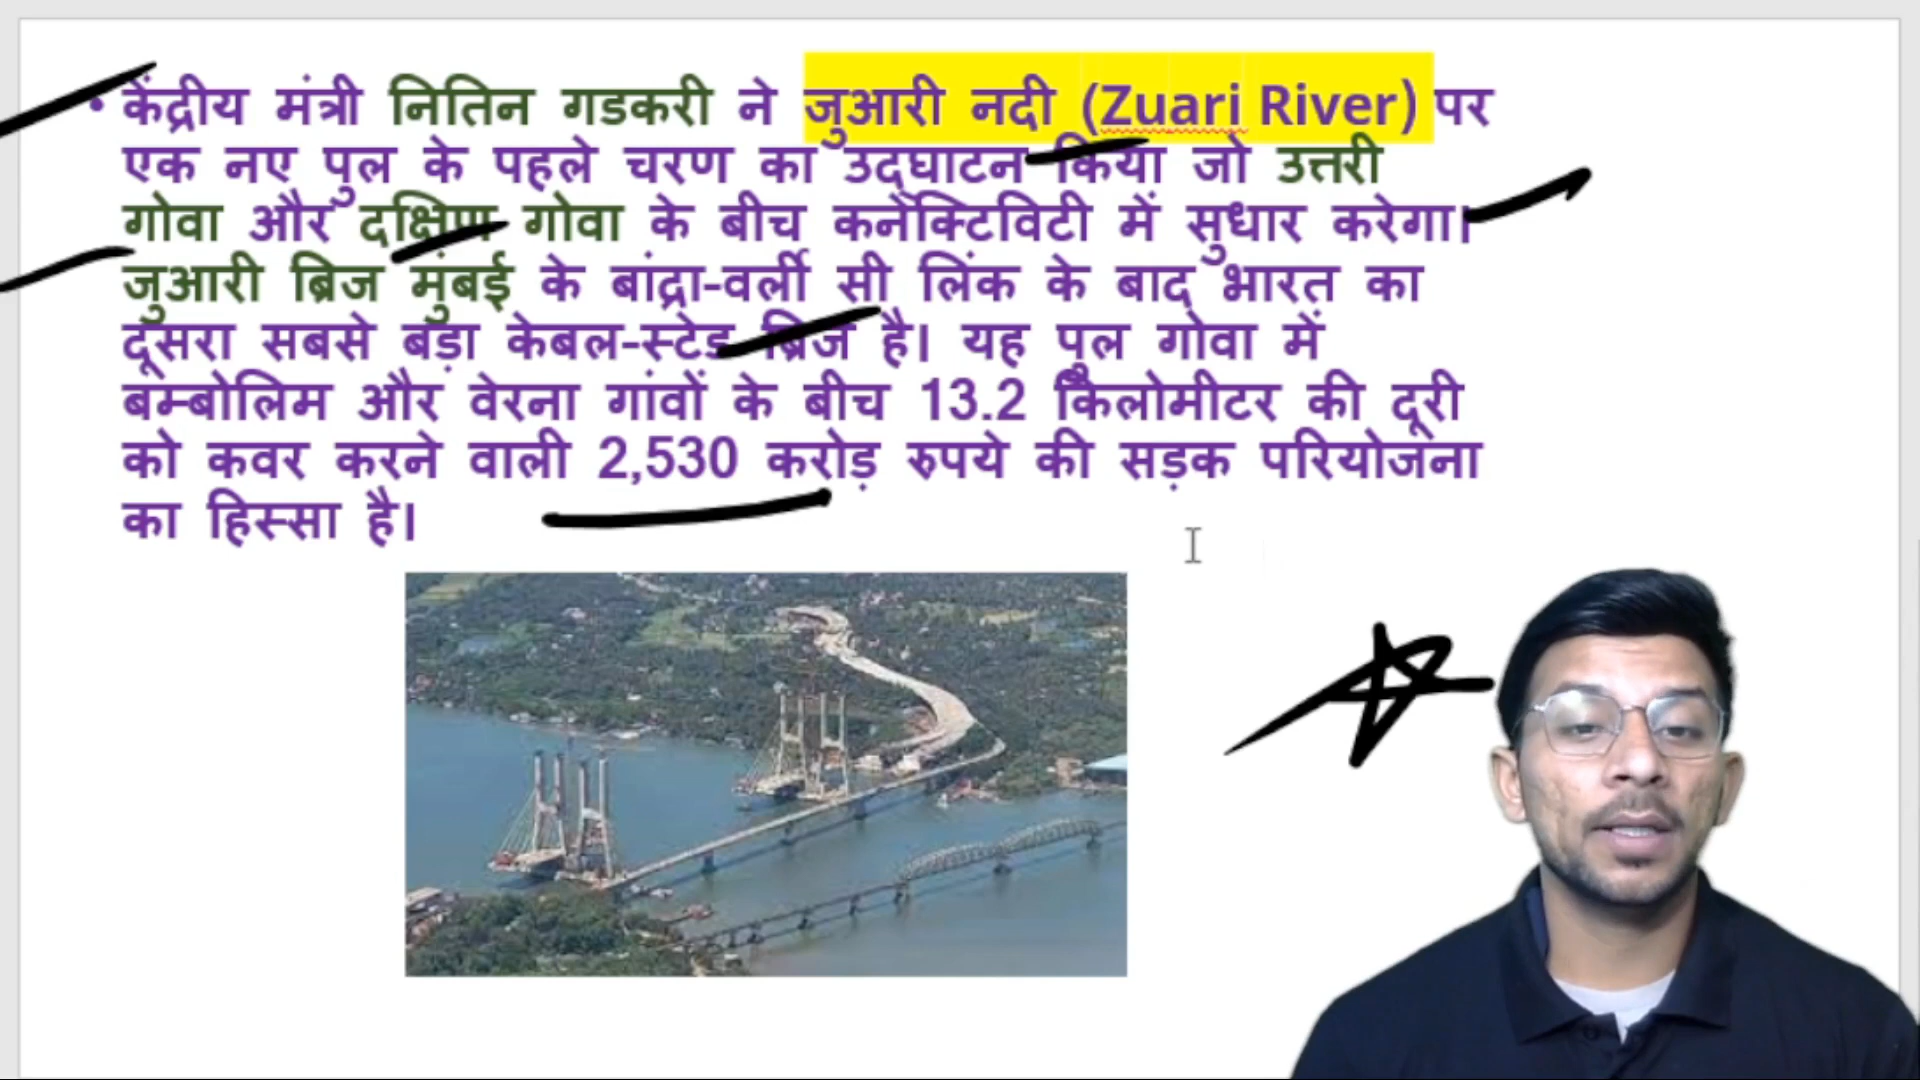 • केंद्रीय मंत्री नितिन गडकरी ने जुआरी नदी (Zuari River) पर
एक नए पुल के पहले चरण का उद्घाटन किया जो उत्तरी
गोवा और दक्षिण गोवा के बीच कनेक्टिविटी में सुधार करेगा।
जुआरी ब्रिज मुंबई के बांद्रा-वर्ली सी लिंक के बाद भारत का
दूसरा सबसे बड़ा केबल-स्टेड ब्रिज है। यह पुल गोवा में
बम्बोलिम और वेरना गांवों के बीच 13.2 किलोमीटर की दूरी
को कवर करने वाली 2,530 करोड़ रुपये की सड़क परियोजना
का हिस्सा है।